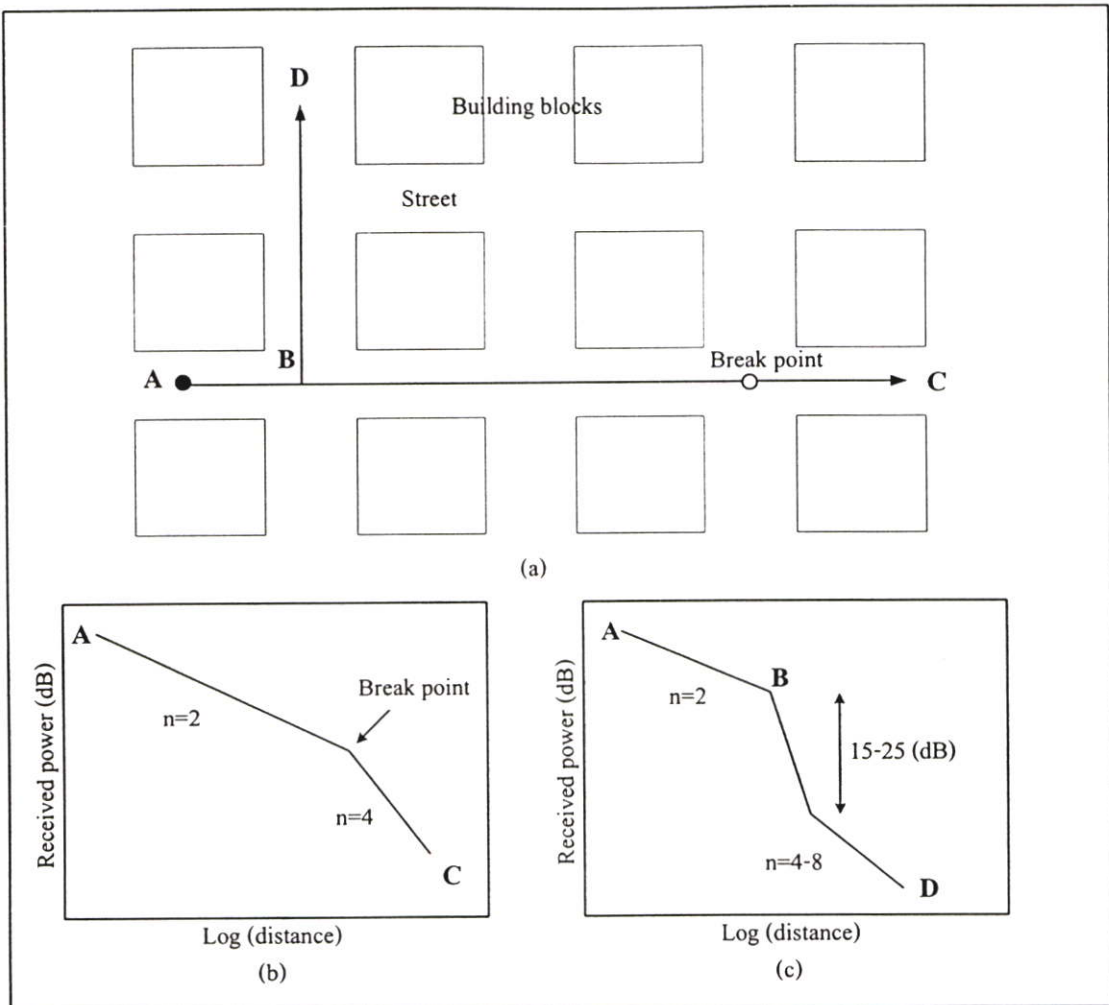 D
Building blocks
Street
B
Break point
A
C
(a)
A
Break point
n=2
n=4
C
Received power (dB)
Log (distance)
(b)
A
B
n=2
15-25 (dB)
n=4-8
D
Received power (dB)
Log (distance)
(c)